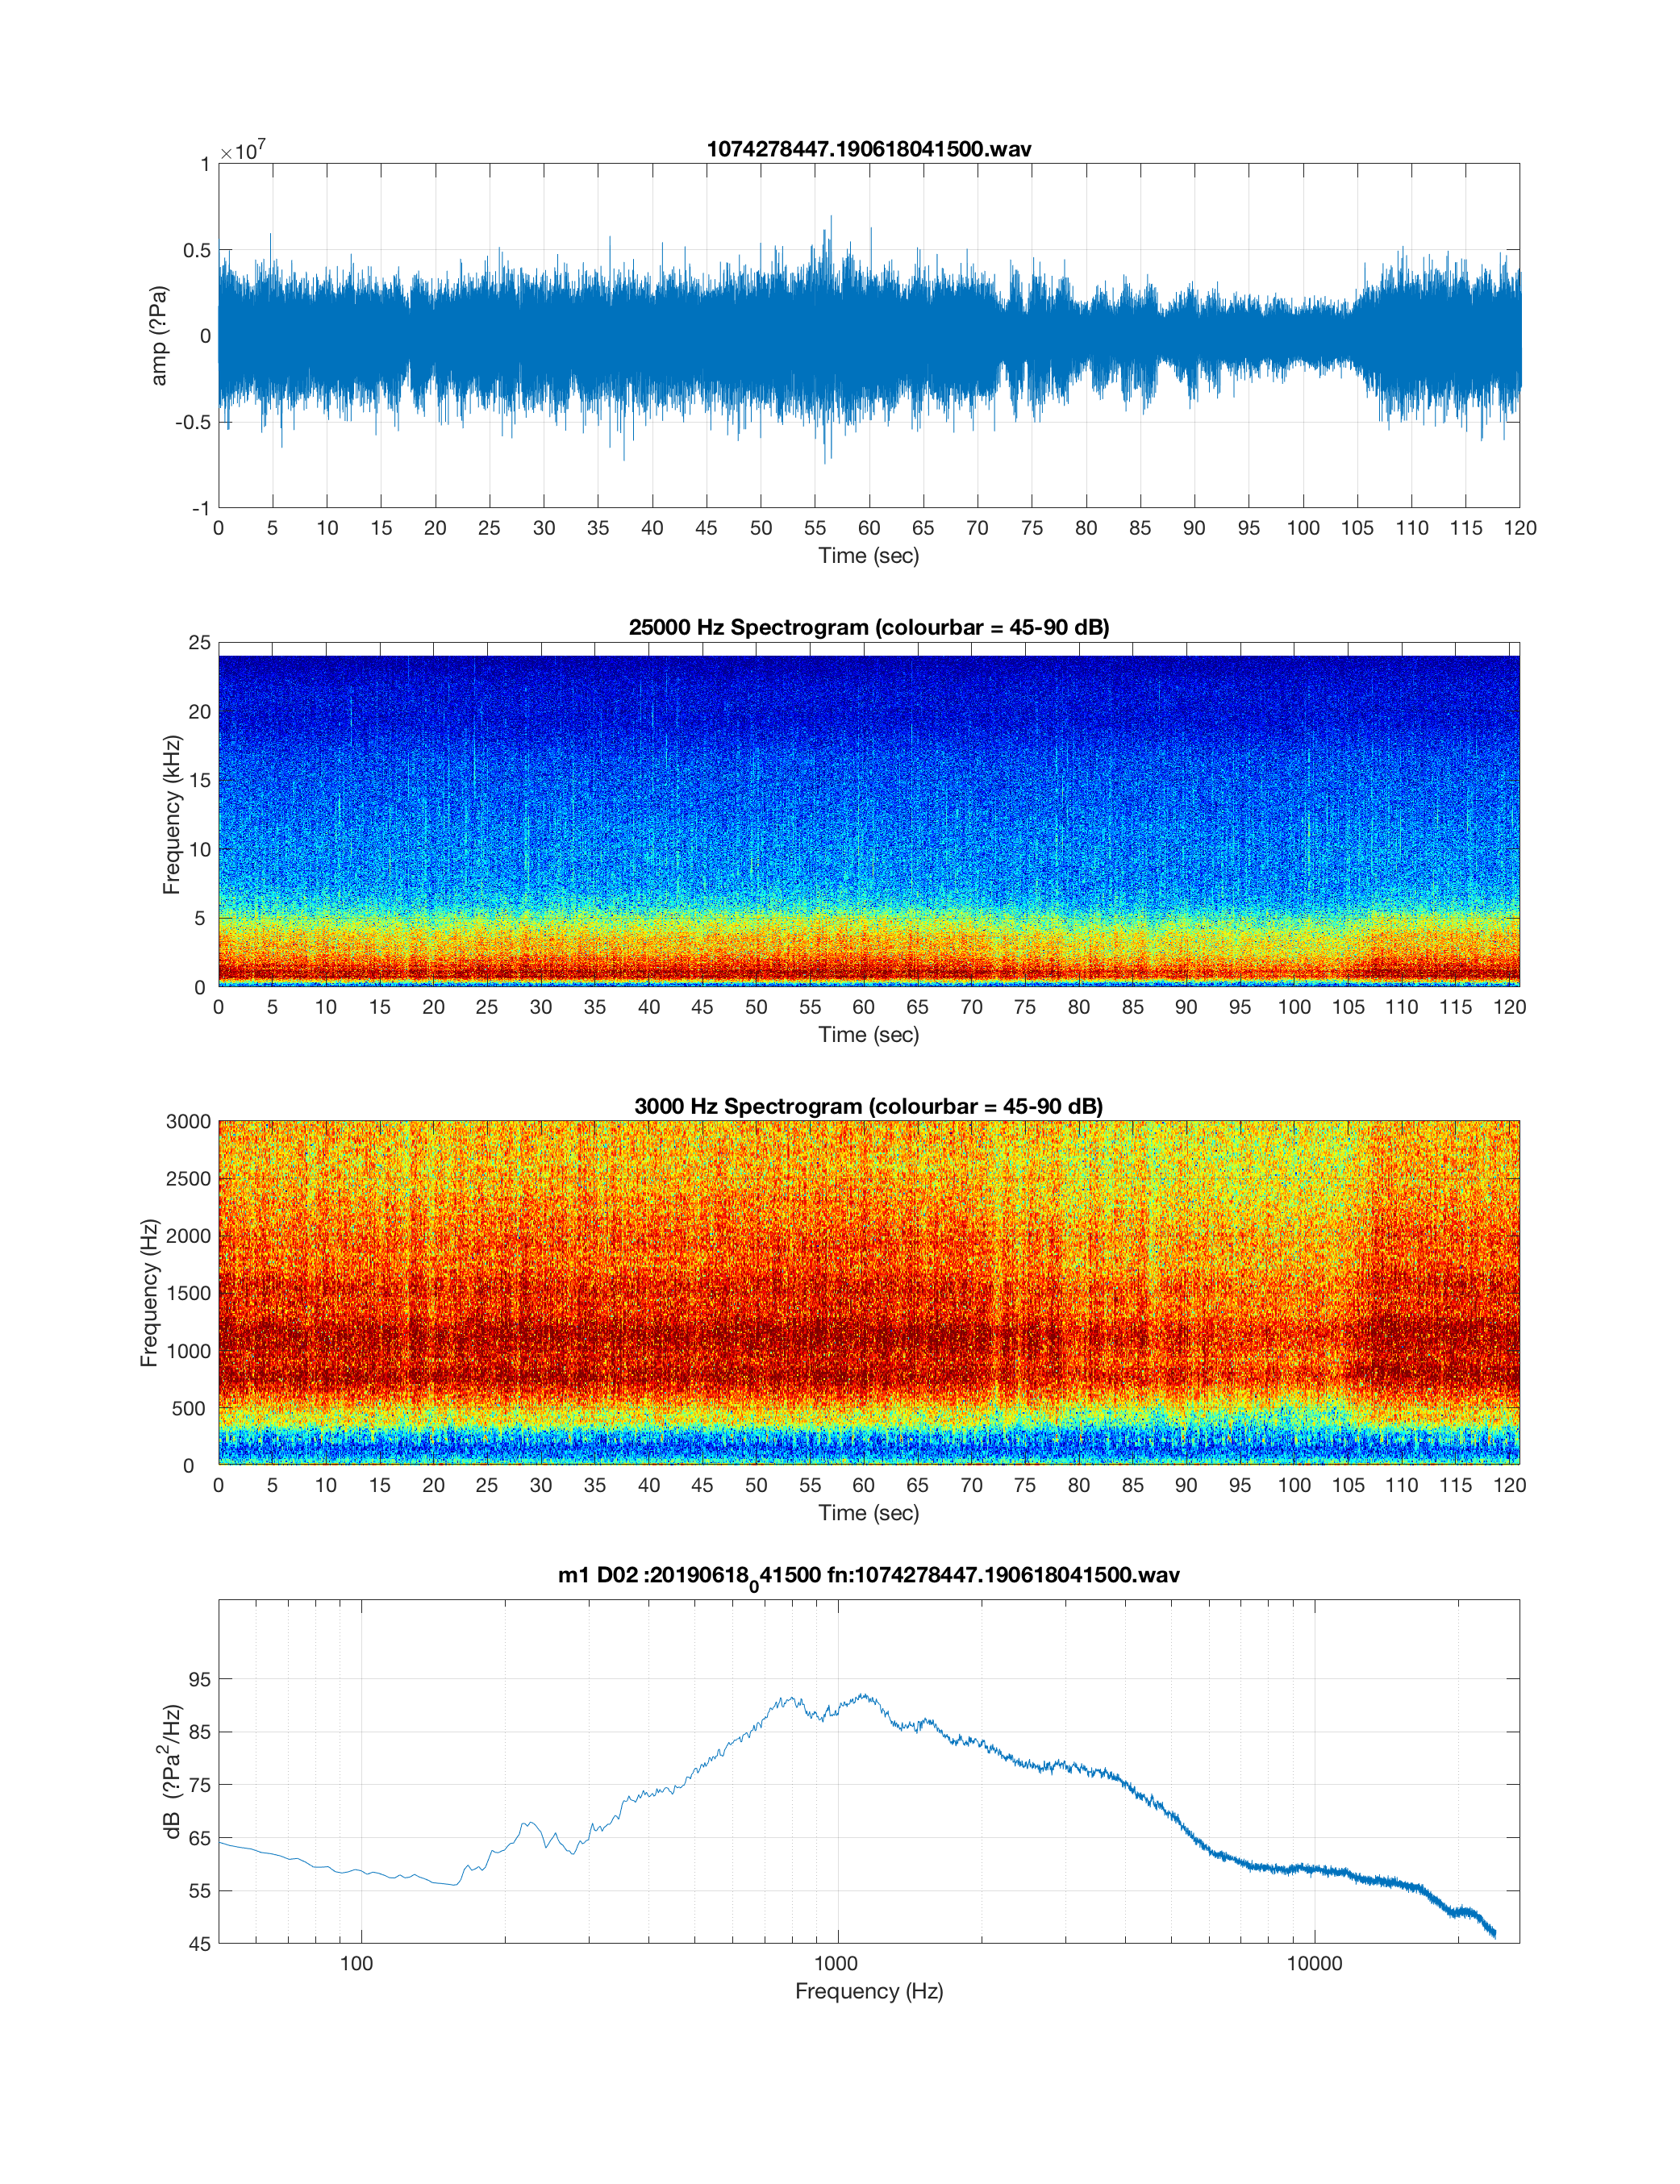 1074278447.190618041500.wav
×10^7
1
0.5
0
-0.5
-1
amp (?Pa)
0 5 10 15 20 25 30 35 40 45 50 55 60 65 70 75 80 85 90 95 100 105 110 115 120
Time (sec)
25000 Hz Spectrogram (colourbar = 45-90 dB)
25
20
15
10
5
0
Frequency (kHz)
0 5 10 15 20 25 30 35 40 45 50 55 60 65 70 75 80 85 90 95 100 105 110 115 120
Time (sec)
3000 Hz Spectrogram (colourbar = 45-90 dB)
3000
2500
2000
1500
1000
500
0
Frequency (Hz)
0 5 10 15 20 25 30 35 40 45 50 55 60 65 70 75 80 85 90 95 100 105 110 115 120
Time (sec)
m1 D02 :20190618_041500 fn:1074278447.190618041500.wav
95
85
75
65
55
45
dB (?Pa^2/Hz)
100 1000 10000
Frequency (Hz)